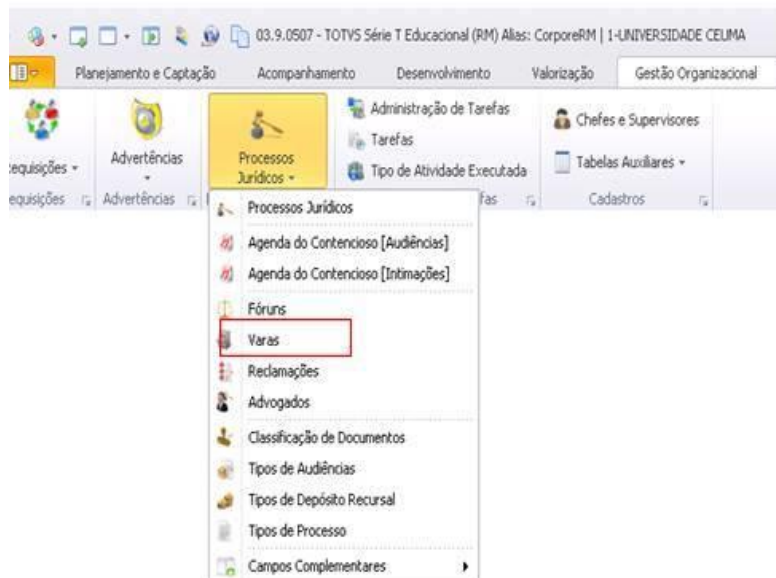 03.9.0507 - TOTVS Série T Educacional (RM) Alias: CorporeRM | 1-UNIVERSIDADE CEUMA
Planejamento e Captação Acompanhamento Desenvolvimento Valorização Gestão Organizacional
equisições Advertências Processos Jurídicos
Administração de Tarefas
Tarefas
Tipo de Atividade Executada
Chefes e Supervisores
Tabelas Auxiliares
equisições Advertências fas Cadastros
Processos Jurídicos
Agenda do Contencioso [Audiências]
Agenda do Contencioso [Intimações]
Fóruns
Varas
Reclamações
Advogados
Classificação de Documentos
Tipos de Audiências
Tipos de Depósito Recursal
Tipos de Processo
Campos Complementares